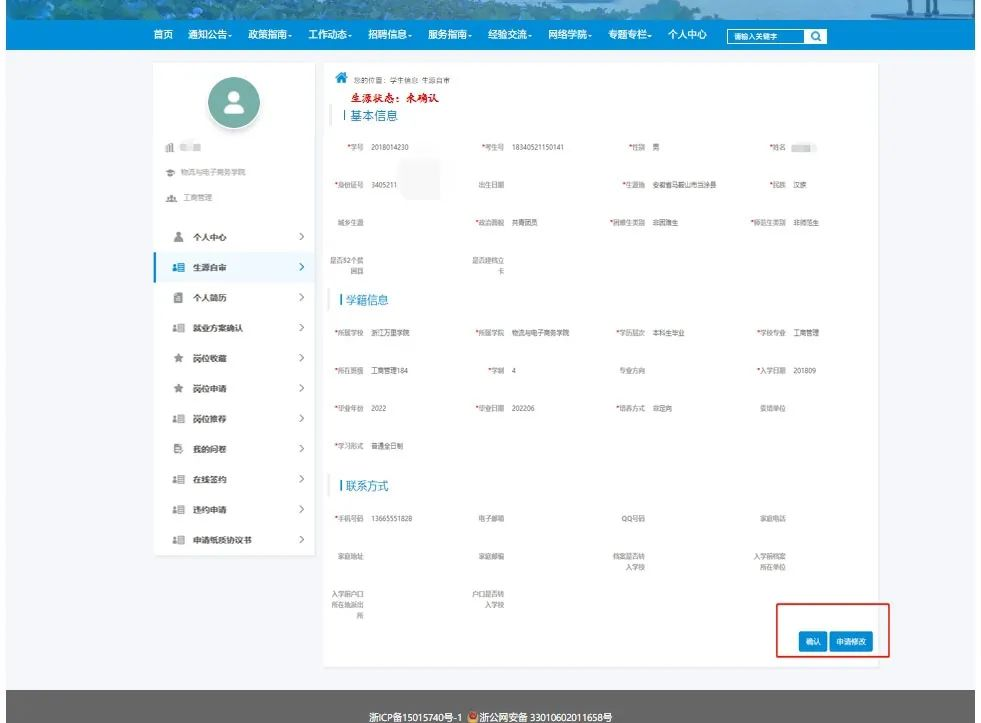 首页 通知公告 政策指南 工作动态 招聘信息 服务指南 经验交流 网络学院 专题专栏 个人中心 请输入关键字
您的位置：学生信息 生源自审
生源状态：未确认
基本信息
*学号 2018014230 *考生号 18340521150141 *性别 男 *姓名
*身份证号 3405211 出生日期 *生源地 安徽省马鞍山市当涂县 *民族 汉族
城乡生源 *政治面貌 共青团员 *困难生类别 非困难生 *师范生类别 非师范生
是否52个贫困县 是否建档立卡
学籍信息
*所属学校 浙江万里学院 *所属学院 物流与电子商务学院 *学历层次 本科生毕业 *学校专业 工商管理
*所在班级 工商管理184 *学制 4 专业方向 *入学日期 201809
*毕业年份 2022 *毕业日期 202206 *培养方式 非定向 委培单位
*学习形式 普通全日制
联系方式
*手机号码 13665551828 电子邮箱 QQ号码 家庭电话
家庭地址 家庭邮编 档案是否转入学校 入学前档案所在单位
入学前户口所在地派出所 户口是否转入学校
确认 申请修改
物流与电子商务学院
工商管理
个人中心
生源自审
个人简历
就业方案确认
岗位收藏
岗位申请
岗位推荐
我的问卷
在线签约
违约申请
申请纸质协议书
浙ICP备15015740号-1 浙公网安备 33010602011658号